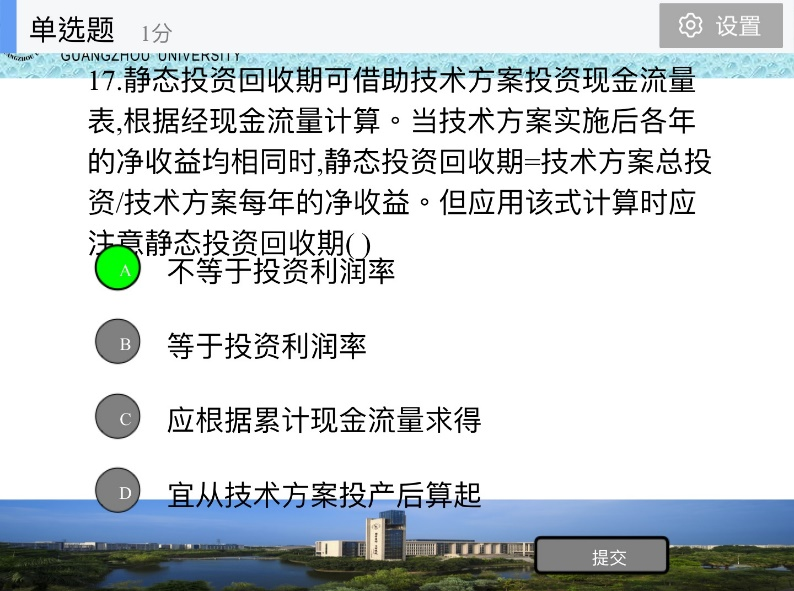 单选题 1分
设置
GUANGZHOU UNIVERSITY
17.静态投资回收期可借助技术方案投资现金流量
表,根据经现金流量计算。当技术方案实施后各年
的净收益均相同时,静态投资回收期=技术方案总投
资/技术方案每年的净收益。但应用该式计算时应
注意静态投资回收期( )
A 不等于投资利润率
B 等于投资利润率
C 应根据累计现金流量求得
D 宜从技术方案投产后算起
提交